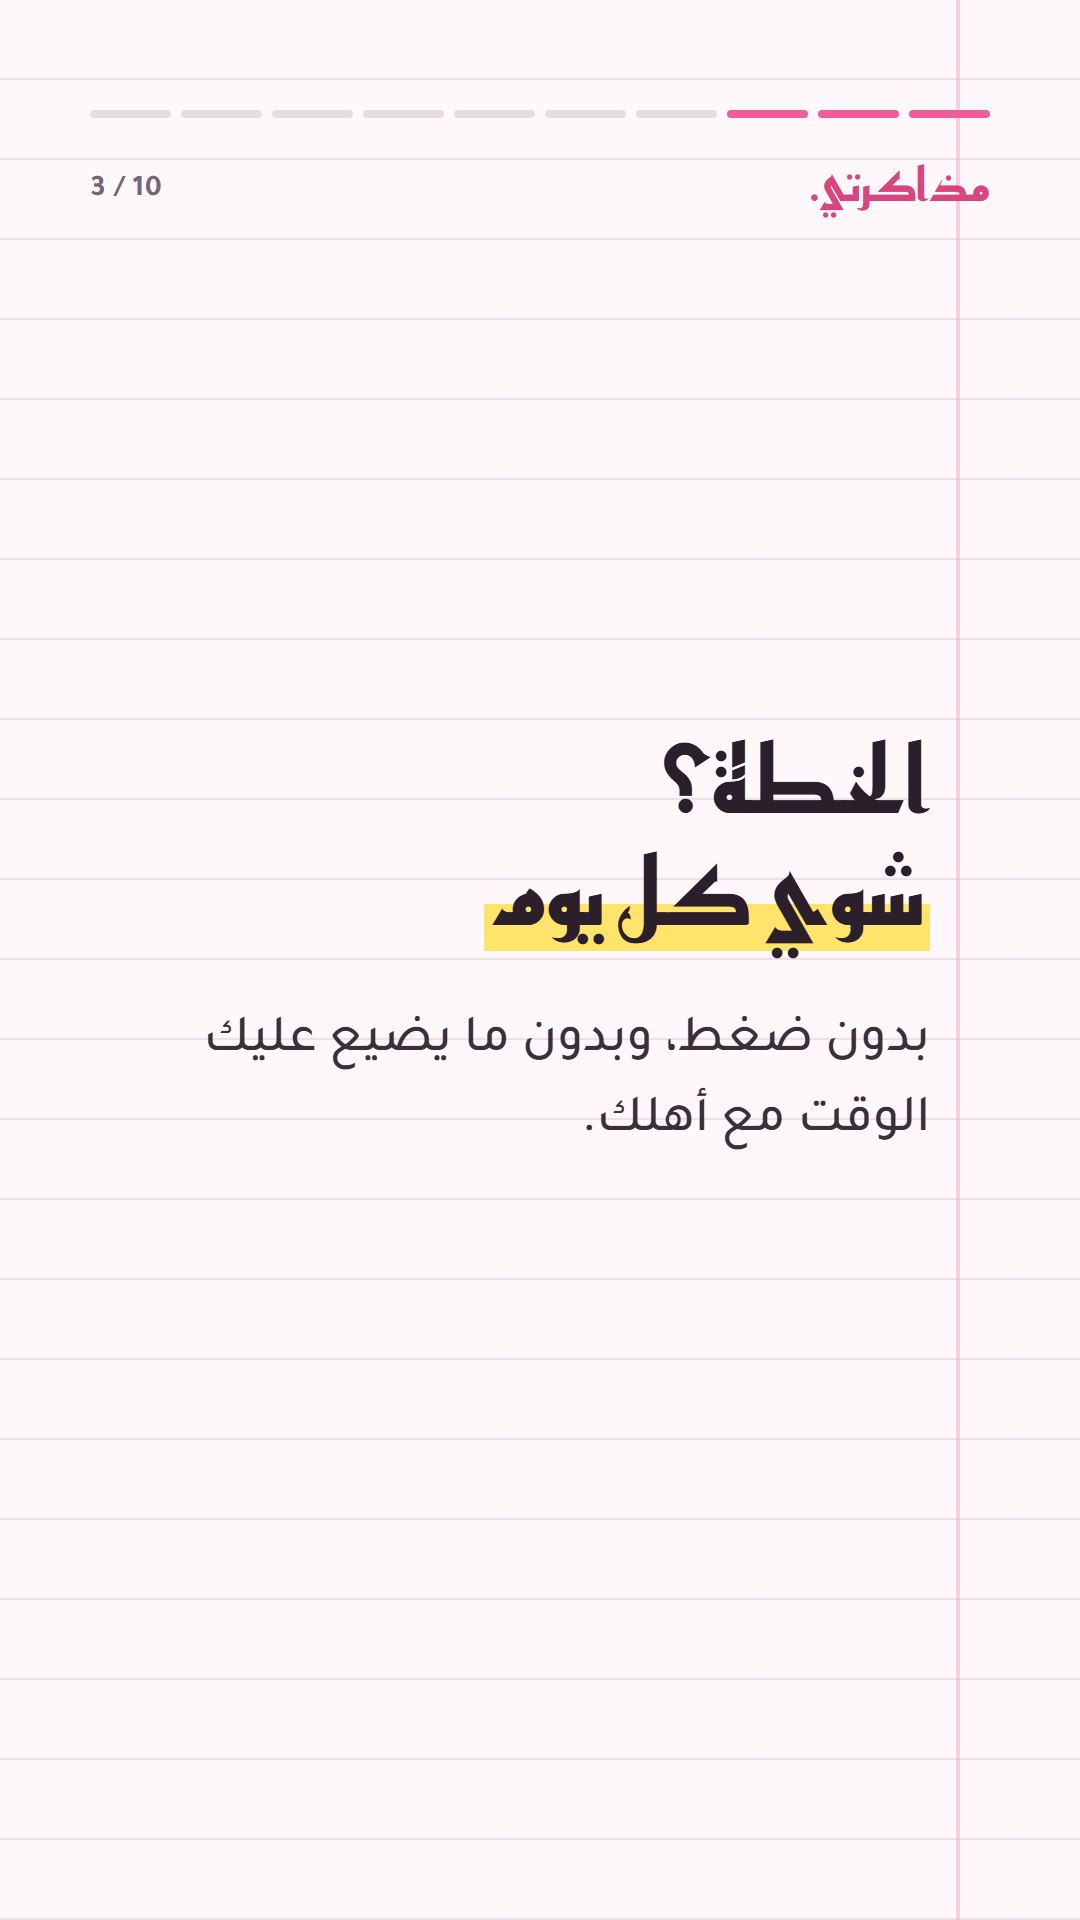 مذاكرتي.
3 / 10
الخطة؟
شوي كل يوم
بدون ضغط، وبدون ما يضيع عليك
الوقت مع أهلك.